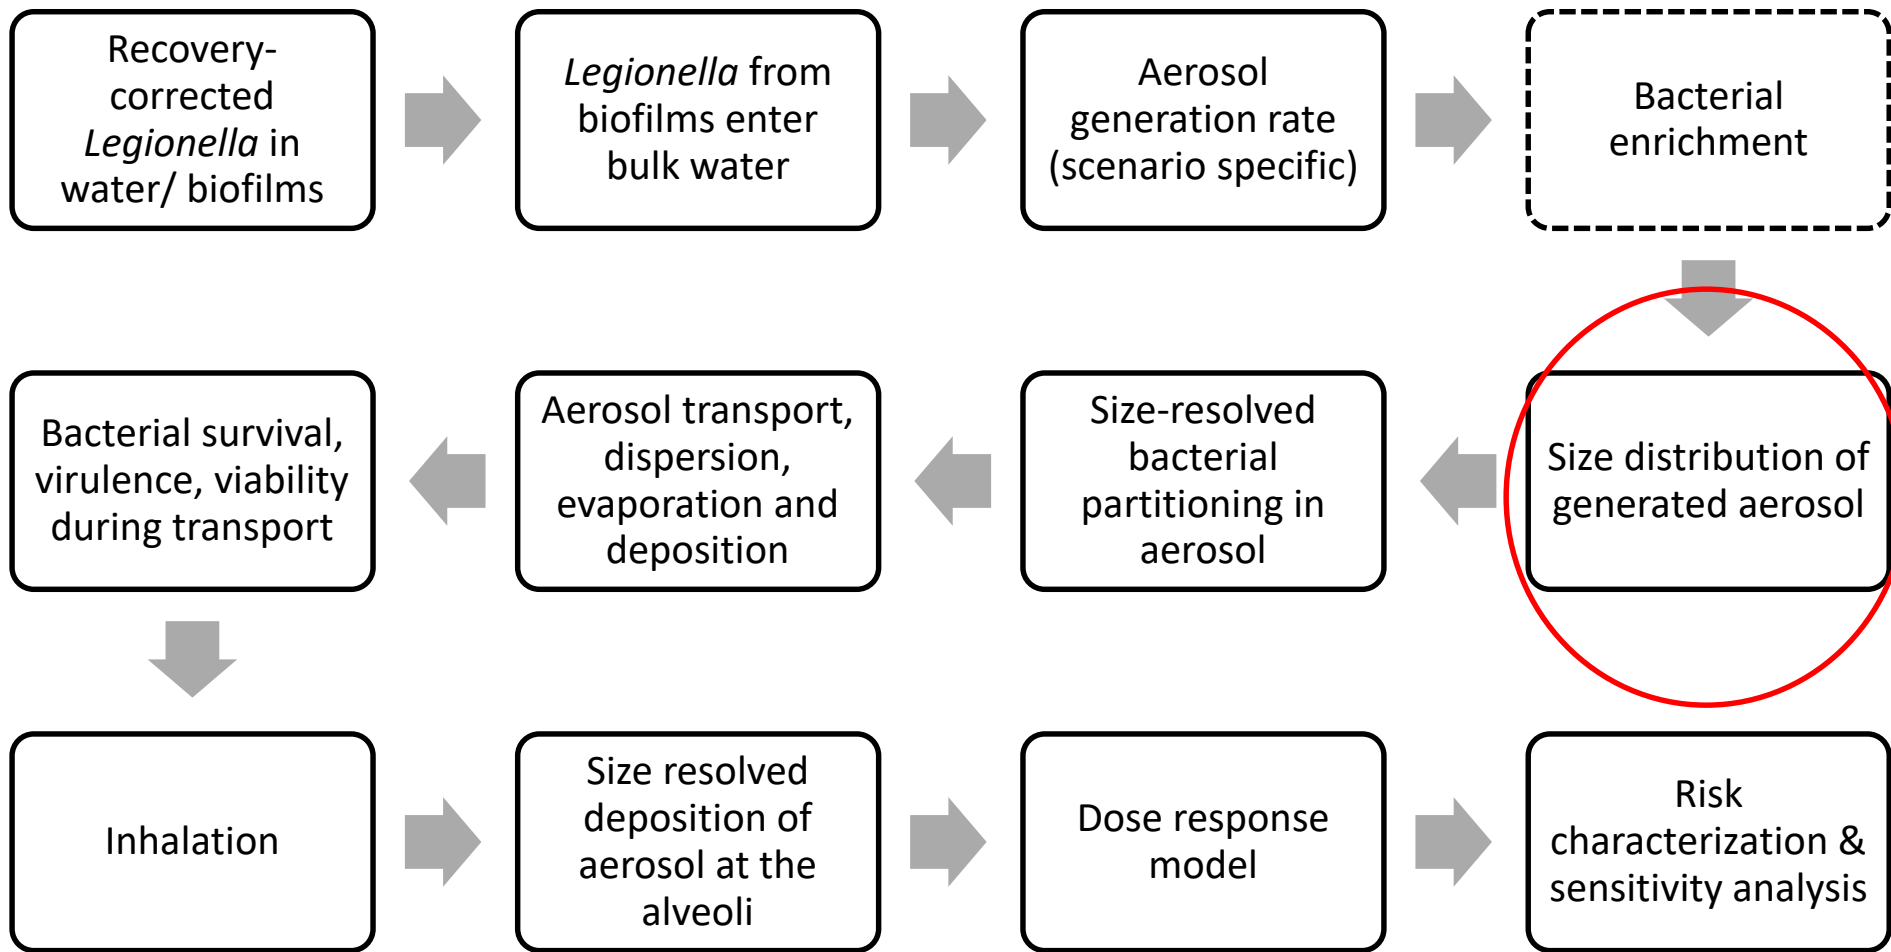 Recovery-
corrected
Legionella in
water/ biofilms
Legionella from
biofilms enter
bulk water
Aerosol
generation rate
(scenario specific)
Bacterial
enrichment
Size distribution of
generated aerosol
Size-resolved
bacterial
partitioning in
aerosol
Aerosol transport,
dispersion,
evaporation and
deposition
Bacterial survival,
virulence, viability
during transport
Inhalation
Size resolved
deposition of
aerosol at the
alveoli
Dose response
model
Risk
characterization &
sensitivity analysis